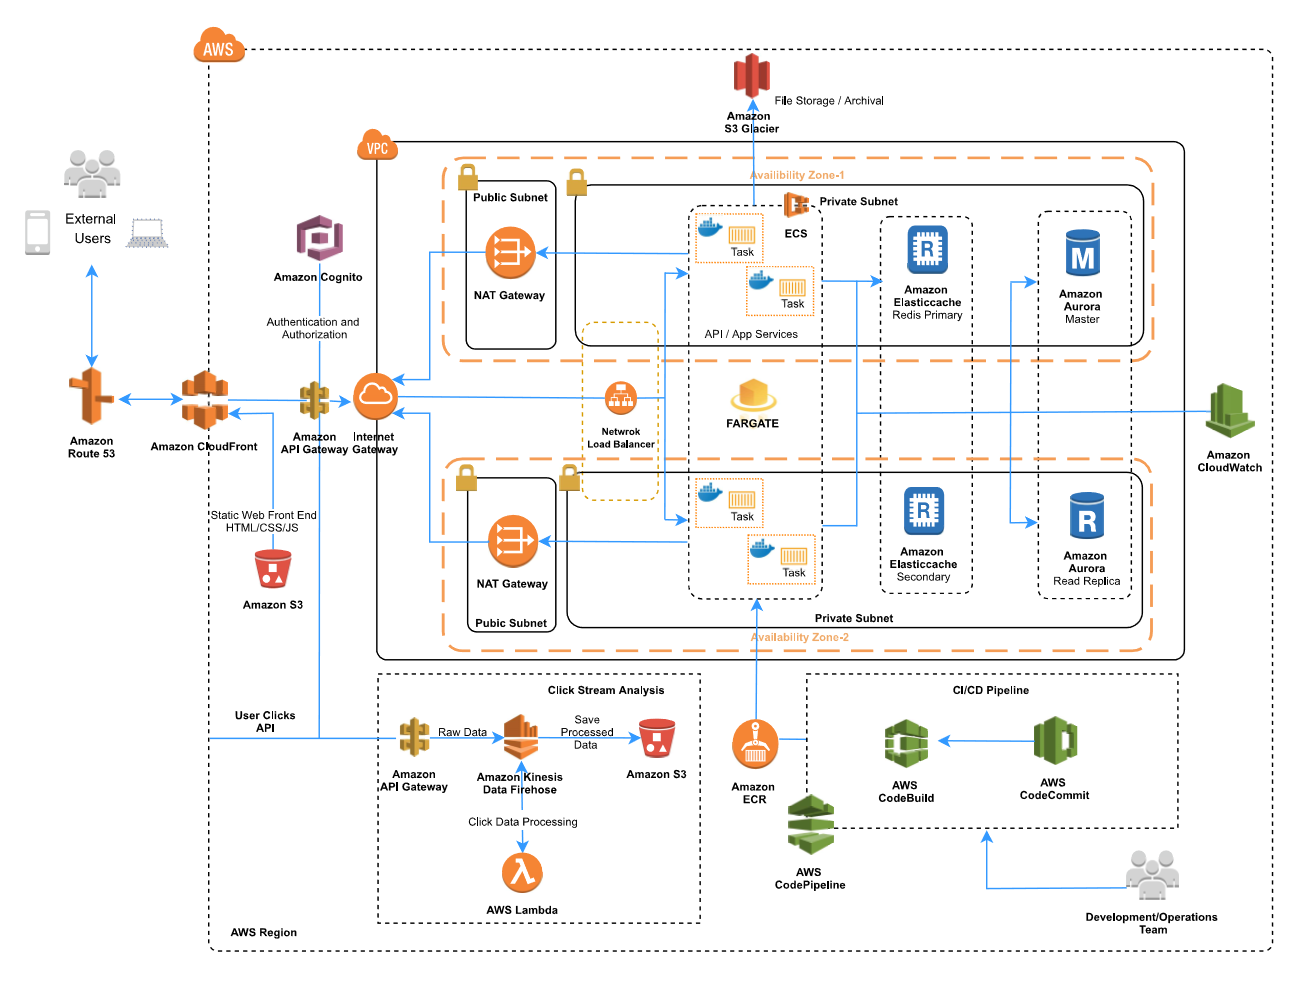 AWS
File Storage / Archival
Amazon
S3 Glacier
VPC
Availibility Zone-1
Public Subnet
Private Subnet
ECS
External
Users
Task
R
M
Amazon Cognito
NAT Gateway
Task
Amazon
Elasticcache
Redis Primary
Amazon
Aurora
Master
Authentication and
Authorization
API / App Services
Amazon
Route 53
Amazon CloudFront
Amazon
API Gateway
Internet
Gateway
Netwrok
Load Balancer
FARGATE
Amazon
CloudWatch
Static Web Front End
HTML/CSS/JS
Task
R
R
NAT Gateway
Task
Amazon
Elasticcache
Secondary
Amazon
Aurora
Read Replica
Amazon S3
Pubic Subnet
Private Subnet
Availability Zone-2
Click Stream Analysis
CI/CD Pipeline
User Clicks
API
Raw Data
Save
Processed
Data
Amazon
API Gateway
Amazon Kinesis
Data Firehose
Amazon S3
Amazon
ECR
AWS
CodeBuild
AWS
CodeCommit
Click Data Processing
AWS
CodePipeline
AWS Lambda
Development/Operations
Team
AWS Region